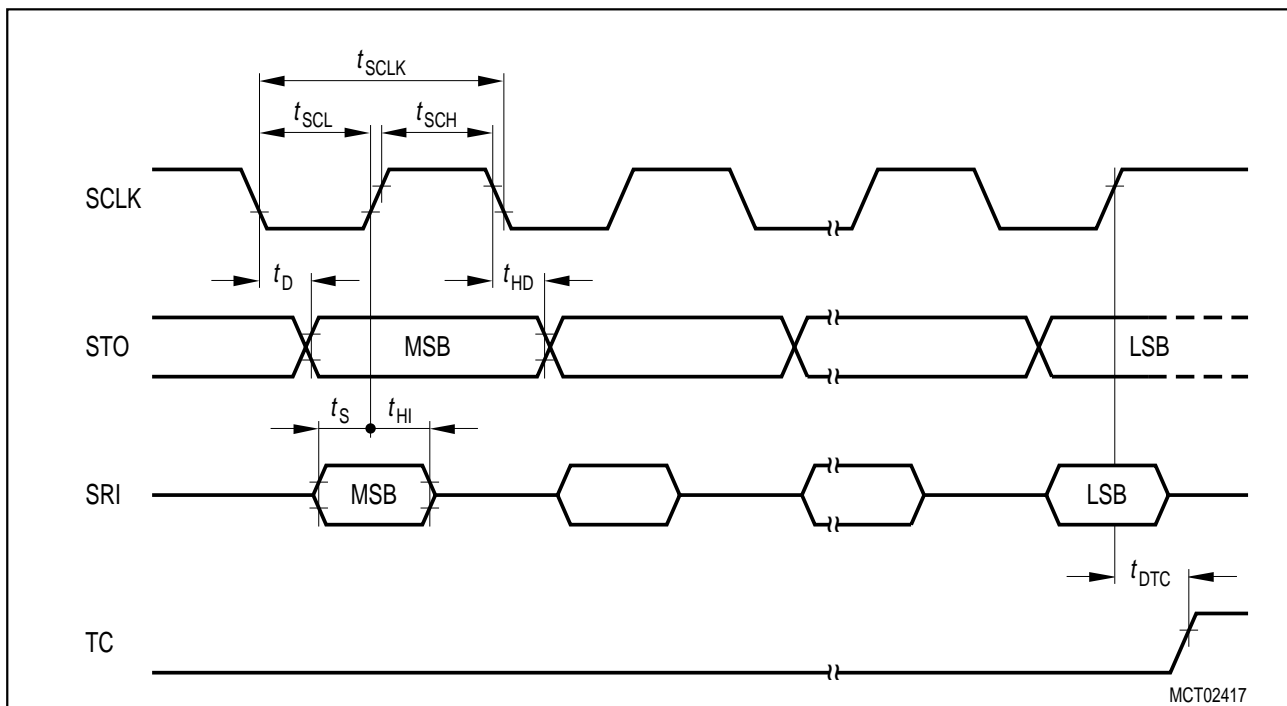 tSCLK
tSCL tSCH
SCLK
tD tHD
STO MSB LSB
tS tHI
SRI MSB LSB
tDTC
TC
MCT02417